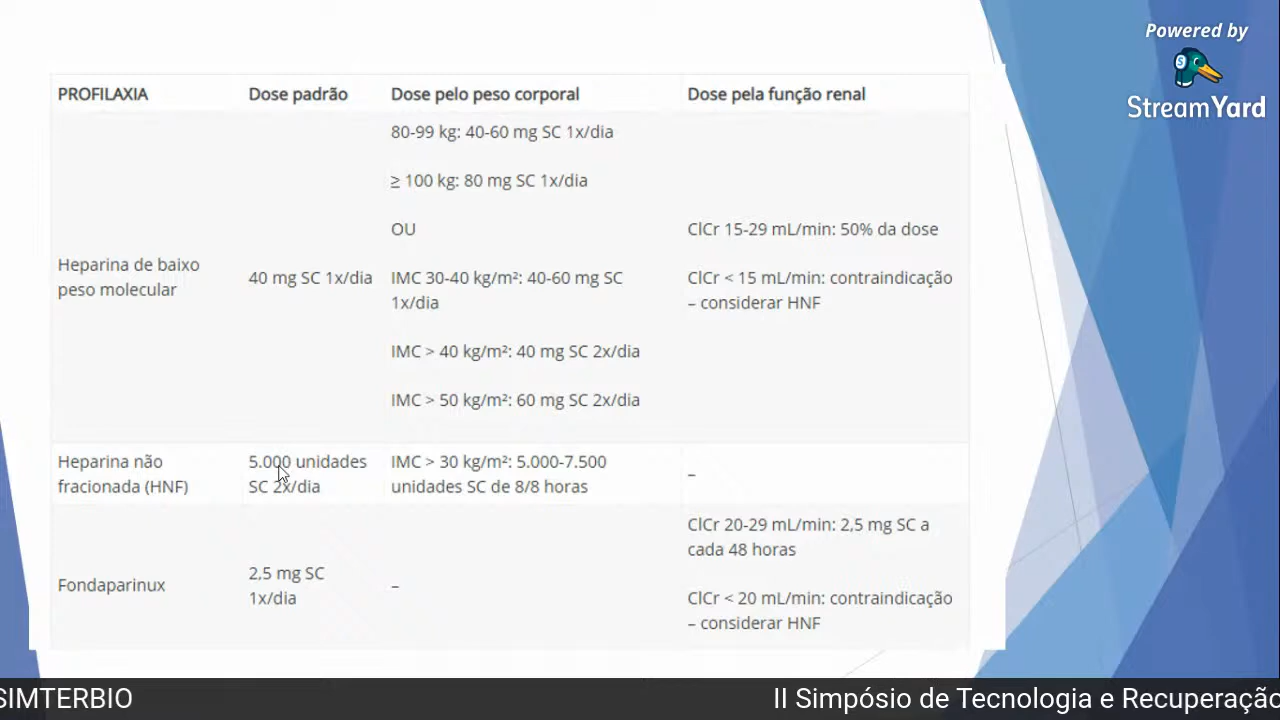 Powered by
StreamYard
PROFILAXIA
Dose padrão
Dose pelo peso corporal
Dose pela função renal
Heparina de baixo
peso molecular
40 mg SC 1x/dia
80-99 kg: 40-60 mg SC 1x/dia
≥ 100 kg: 80 mg SC 1x/dia
OU
IMC 30-40 kg/m²: 40-60 mg SC
1x/dia
IMC > 40 kg/m²: 40 mg SC 2x/dia
IMC > 50 kg/m²: 60 mg SC 2x/dia
ClCr 15-29 mL/min: 50% da dose
ClCr < 15 mL/min: contraindicação
– considerar HNF
Heparina não
fracionada (HNF)
5.000 unidades
SC 2x/dia
IMC > 30 kg/m²: 5.000-7.500
unidades SC de 8/8 horas
–
Fondaparinux
2,5 mg SC
1x/dia
–
ClCr 20-29 mL/min: 2,5 mg SC a
cada 48 horas
ClCr < 20 mL/min: contraindicação
– considerar HNF
SIMTERBIO
II Simpósio de Tecnologia e Recuperação